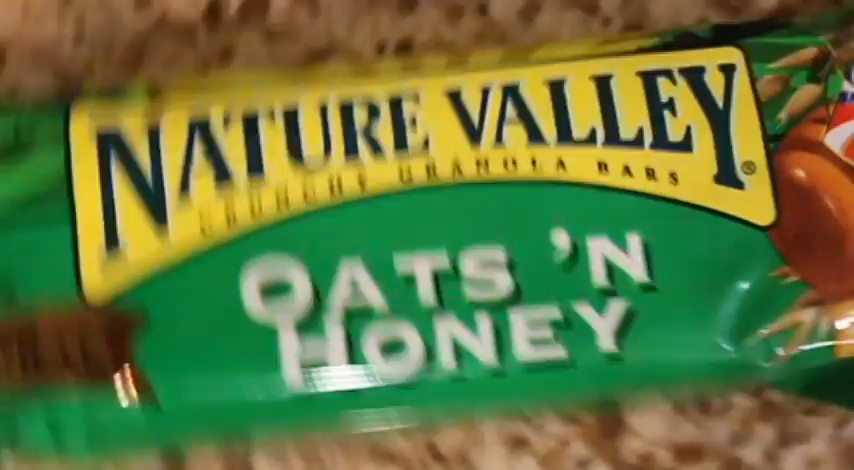 NATURE VALLEY®
CRUNCHY GRANOLA BARS
OATS 'N
HONEY